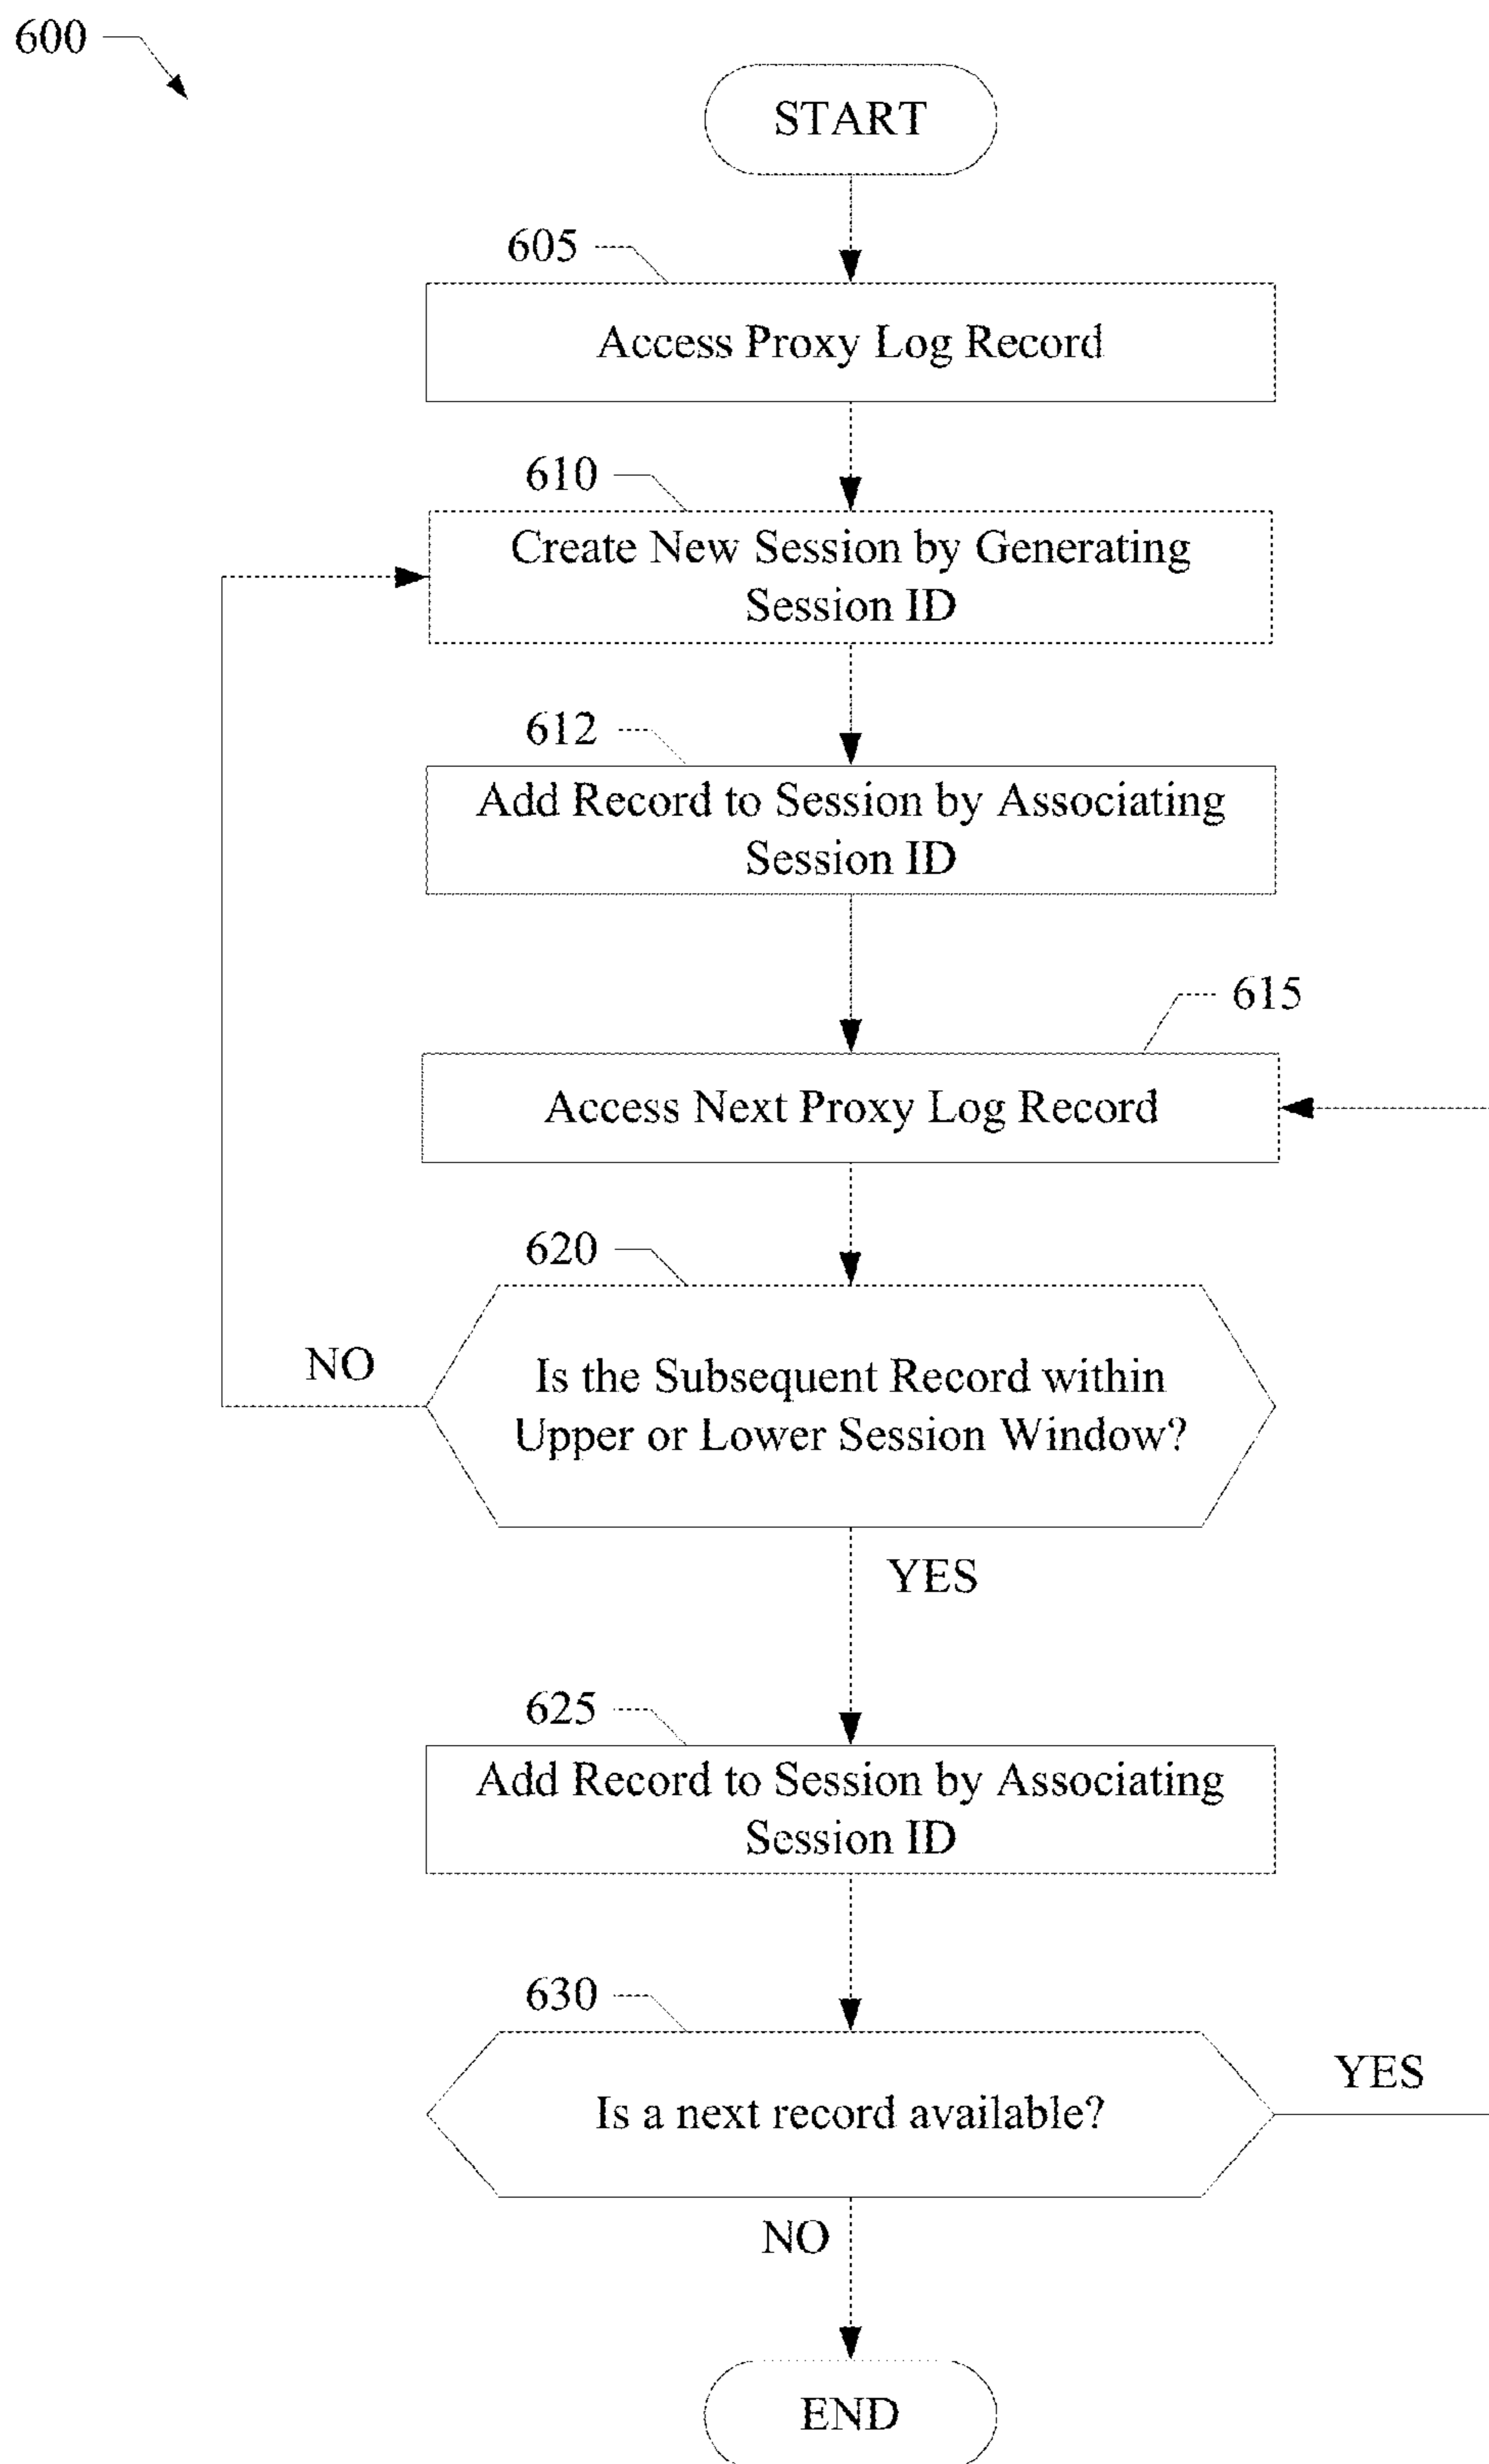 600
START
605
Access Proxy Log Record
610
Create New Session by Generating
Session ID
612
Add Record to Session by Associating
Session ID
615
Access Next Proxy Log Record
620
NO
Is the Subsequent Record within
Upper or Lower Session Window?
YES
625
Add Record to Session by Associating
Session ID
630
YES
Is a next record available?
NO
END